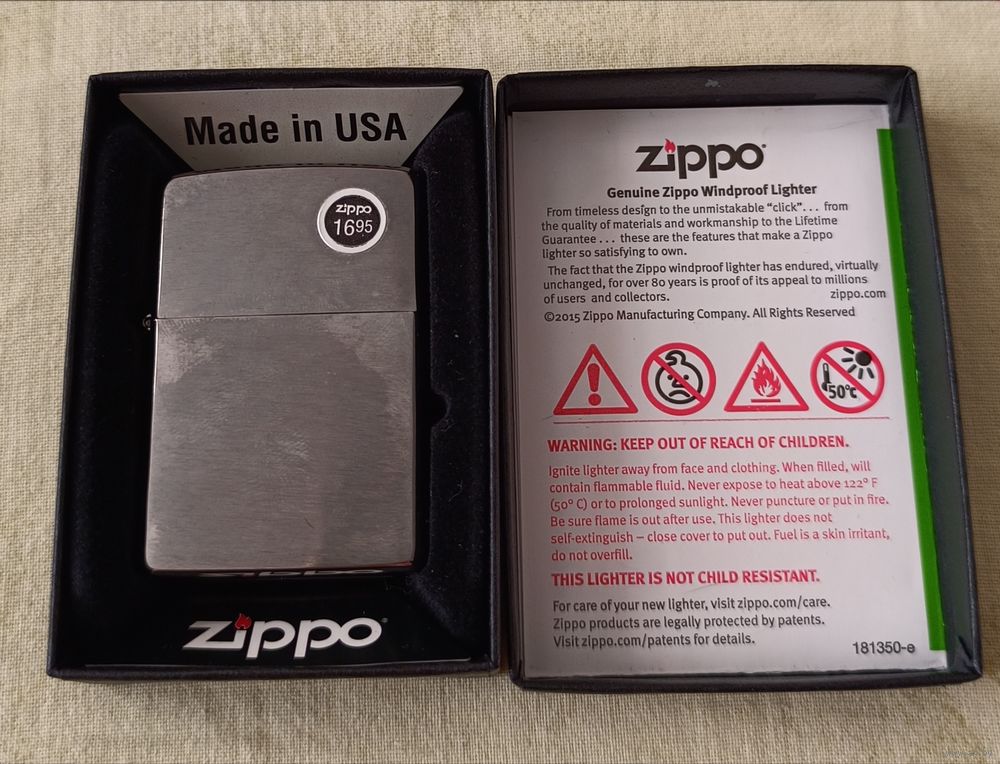 Made in USA
zippo
16 95
zippo
zippo
Genuine Zippo Windproof Lighter
From timeless design to the unmistakable “click”. . . from
the quality of materials and workmanship to the Lifetime
Guarantee . . . these are the features that make a Zippo
lighter so satisfying to own.
The fact that the Zippo windproof lighter has endured, virtually
unchanged, for over 80 years is proof of its appeal to millions
of users and collectors.
zippo.com
©2015 Zippo Manufacturing Company. All Rights Reserved
50°C
WARNING: KEEP OUT OF REACH OF CHILDREN.
Ignite lighter away from face and clothing. When filled, will
contain flammable fluid. Never expose to heat above 122° F
(50° C) or to prolonged sunlight. Never puncture or put in fire.
Be sure flame is out after use. This lighter does not
self-extinguish – close cover to put out. Fuel is a skin irritant,
do not overfill.
THIS LIGHTER IS NOT CHILD RESISTANT.
For care of your new lighter, visit zippo.com/care.
Zippo products are legally protected by patents.
Visit zippo.com/patents for details.
181350-e